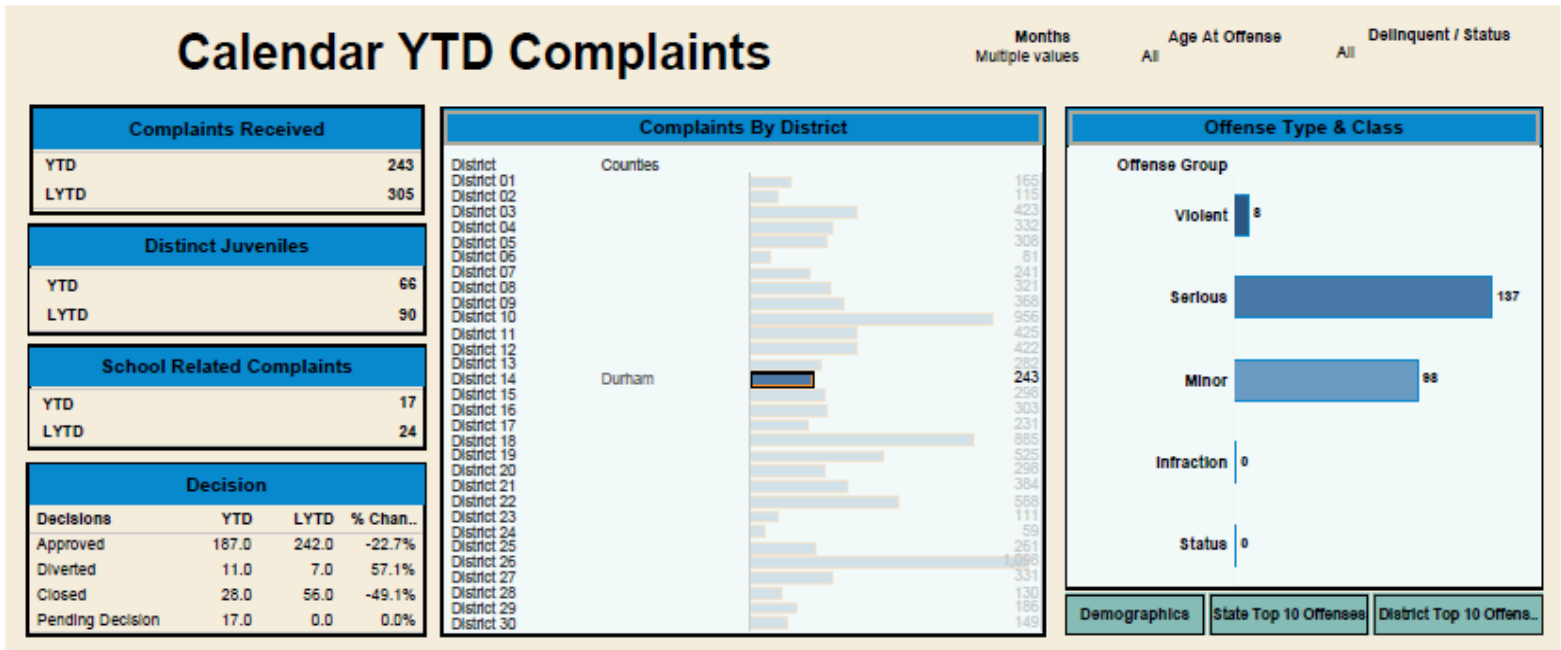 Calendar YTD Complaints
Months
Multiple values
Age At Offense
All
Delinquent / Status
All
Complaints Received
YTD 243
LYTD 305
Distinct Juveniles
YTD 66
LYTD 90
School Related Complaints
YTD 17
LYTD 24
Decision
Decisions YTD LYTD % Chan..
Approved 187.0 242.0 -22.7%
Diverted 11.0 7.0 57.1%
Closed 28.0 56.0 -49.1%
Pending Decision 17.0 0.0 0.0%
Complaints By District
District Counties
District 01 165
District 02 115
District 03 423
District 04 332
District 05 308
District 06 81
District 07 241
District 08 321
District 09 368
District 10 956
District 11 425
District 12 422
District 13 282
District 14 Durham 243
District 15 298
District 16 303
District 17 231
District 18 885
District 19 525
District 20 298
District 21 384
District 22 588
District 23 111
District 24 59
District 25 261
District 26
District 27 331
District 28 130
District 29 186
District 30 149
Offense Type & Class
Offense Group
Violent 8
Serious 137
Minor 98
Infraction 0
Status 0
Demographics
State Top 10 Offenses
District Top 10 Offens..